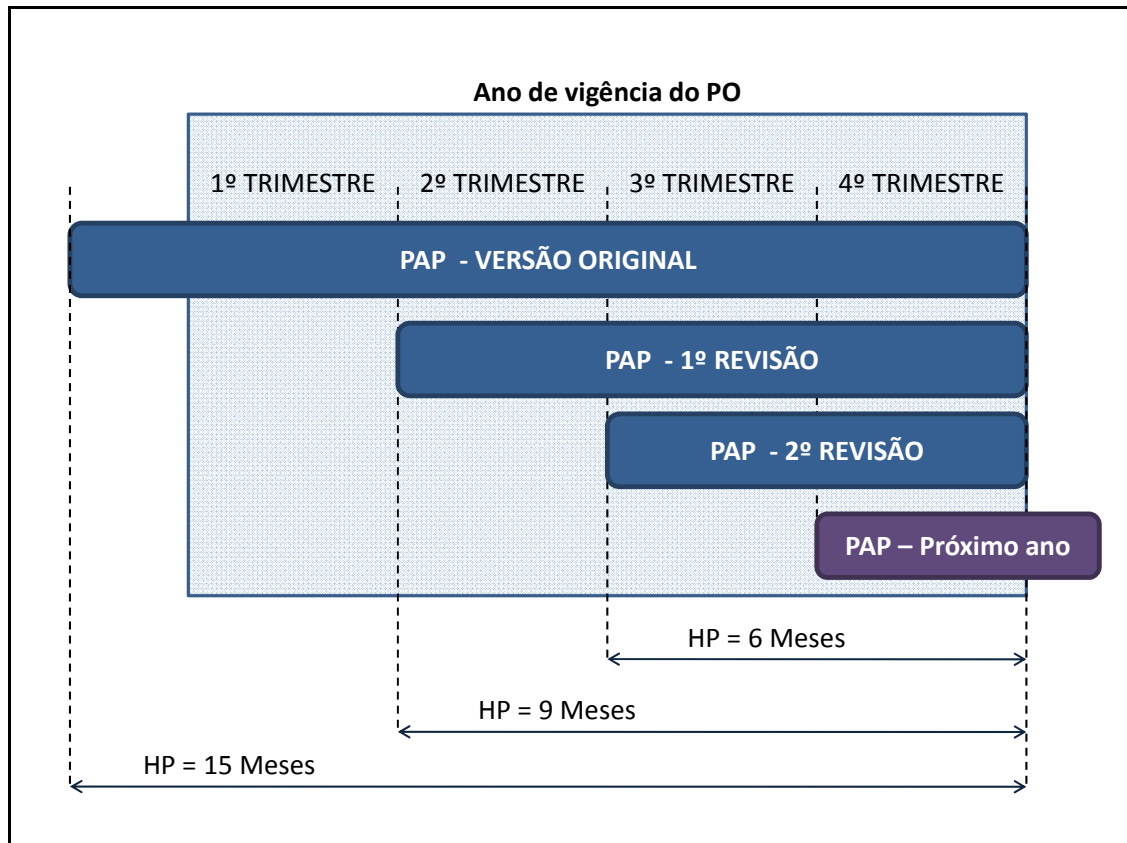 Ano de vigência do PO
1º TRIMESTRE 2º TRIMESTRE 3º TRIMESTRE 4º TRIMESTRE
PAP - VERSÃO ORIGINAL
PAP - 1º REVISÃO
PAP - 2º REVISÃO
PAP – Próximo ano
HP = 6 Meses
HP = 9 Meses
HP = 15 Meses